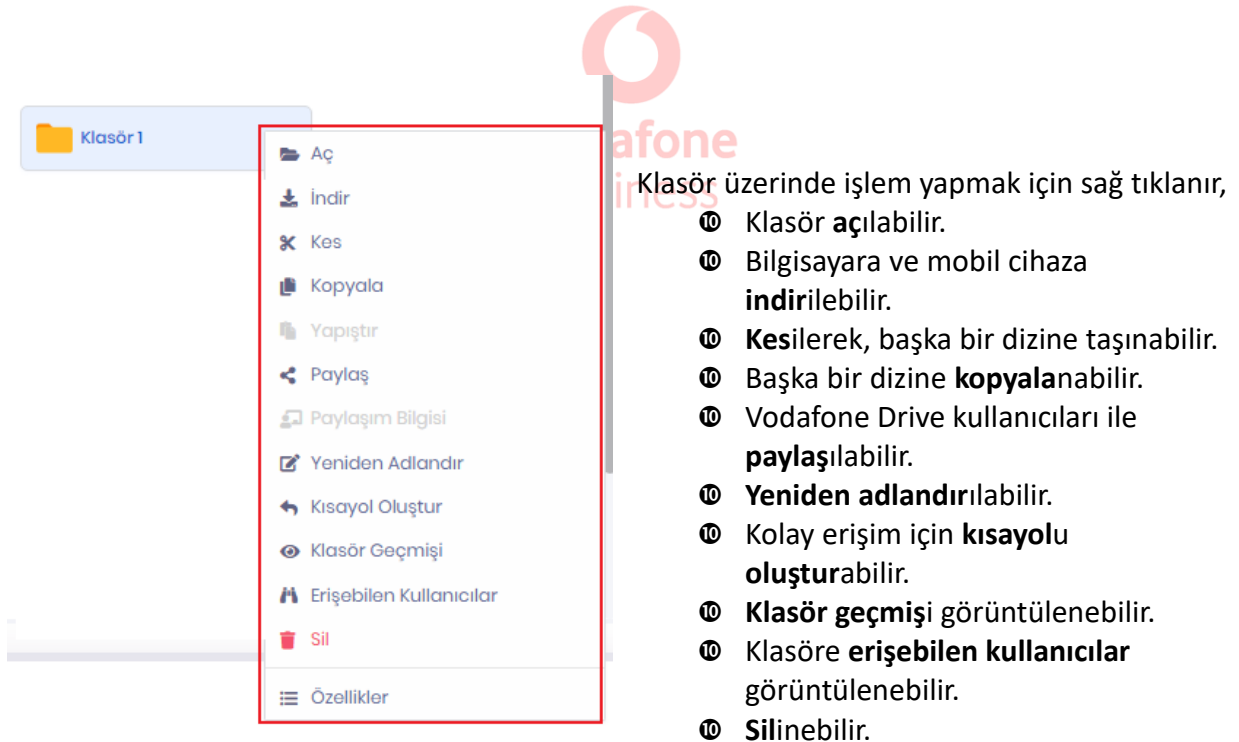 afone
iness
Klasör 1
Aç
İndir
Kes
Kopyala
Yapıştır
Paylaş
Paylaşım Bilgisi
Yeniden Adlandır
Kısayol Oluştur
Klasör Geçmişi
Erişebilen Kullanıcılar
Sil
Özellikler
Klasör üzerinde işlem yapmak için sağ tıklanır,
❿ Klasör açılabilir.
❿ Bilgisayara ve mobil cihaza
indirilebilir.
❿ Kesilerek, başka bir dizine taşınabilir.
❿ Başka bir dizine kopyalanabilir.
❿ Vodafone Drive kullanıcıları ile
paylaşılabilir.
❿ Yeniden adlandırılabilir.
❿ Kolay erişim için kısayolu
oluşturabilir.
❿ Klasör geçmişi görüntülenebilir.
❿ Klasöre erişebilen kullanıcılar
görüntülenebilir.
❿ Silinebilir.